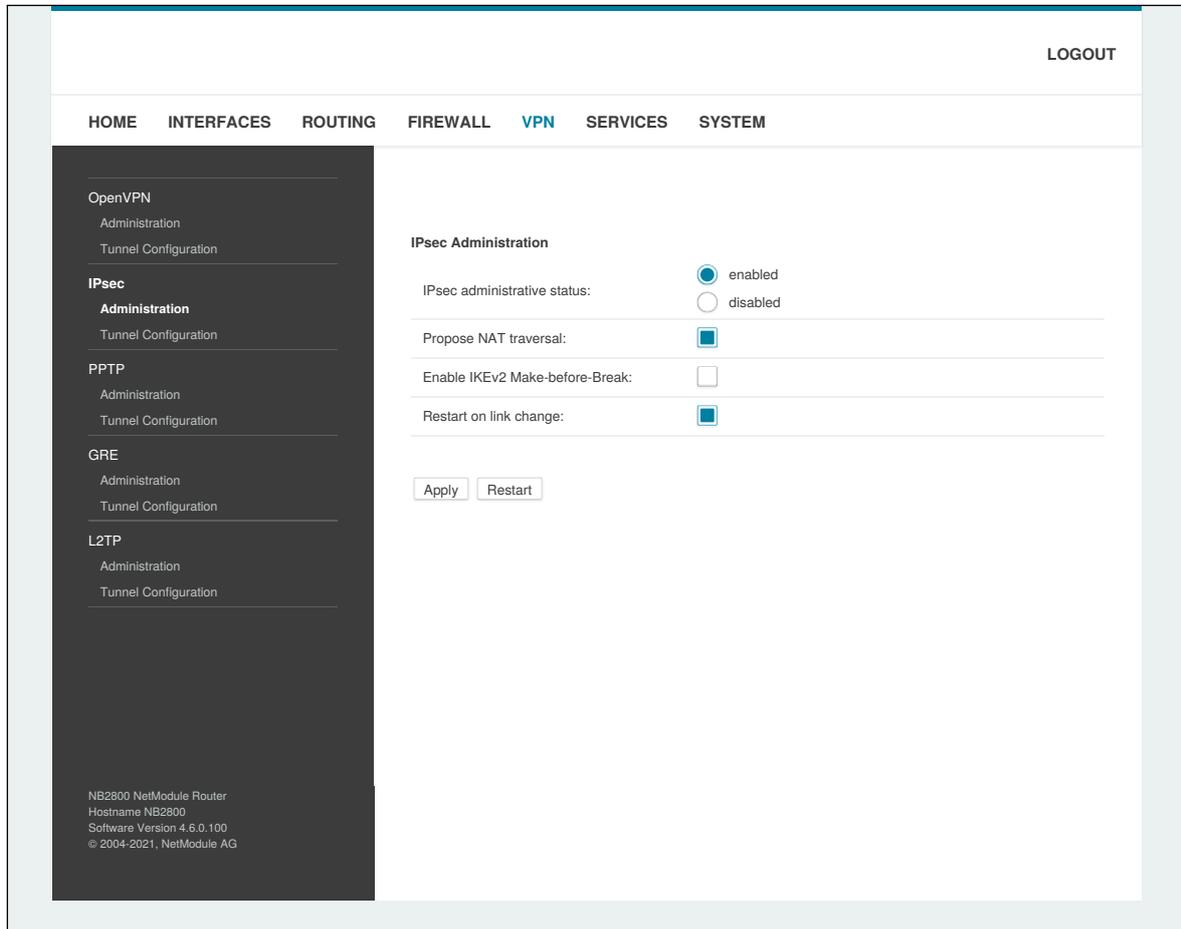 LOGOUT
HOME INTERFACES ROUTING FIREWALL VPN SERVICES SYSTEM
OpenVPN
Administration
Tunnel Configuration
IPsec
Administration
Tunnel Configuration
PPTP
Administration
Tunnel Configuration
GRE
Administration
Tunnel Configuration
L2TP
Administration
Tunnel Configuration
NB2800 NetModule Router
Hostname NB2800
Software Version 4.6.0.100
© 2004-2021, NetModule AG
IPsec Administration
IPsec administrative status:
enabled
disabled
Propose NAT traversal:
Enable IKEv2 Make-before-Break:
Restart on link change:
Apply Restart